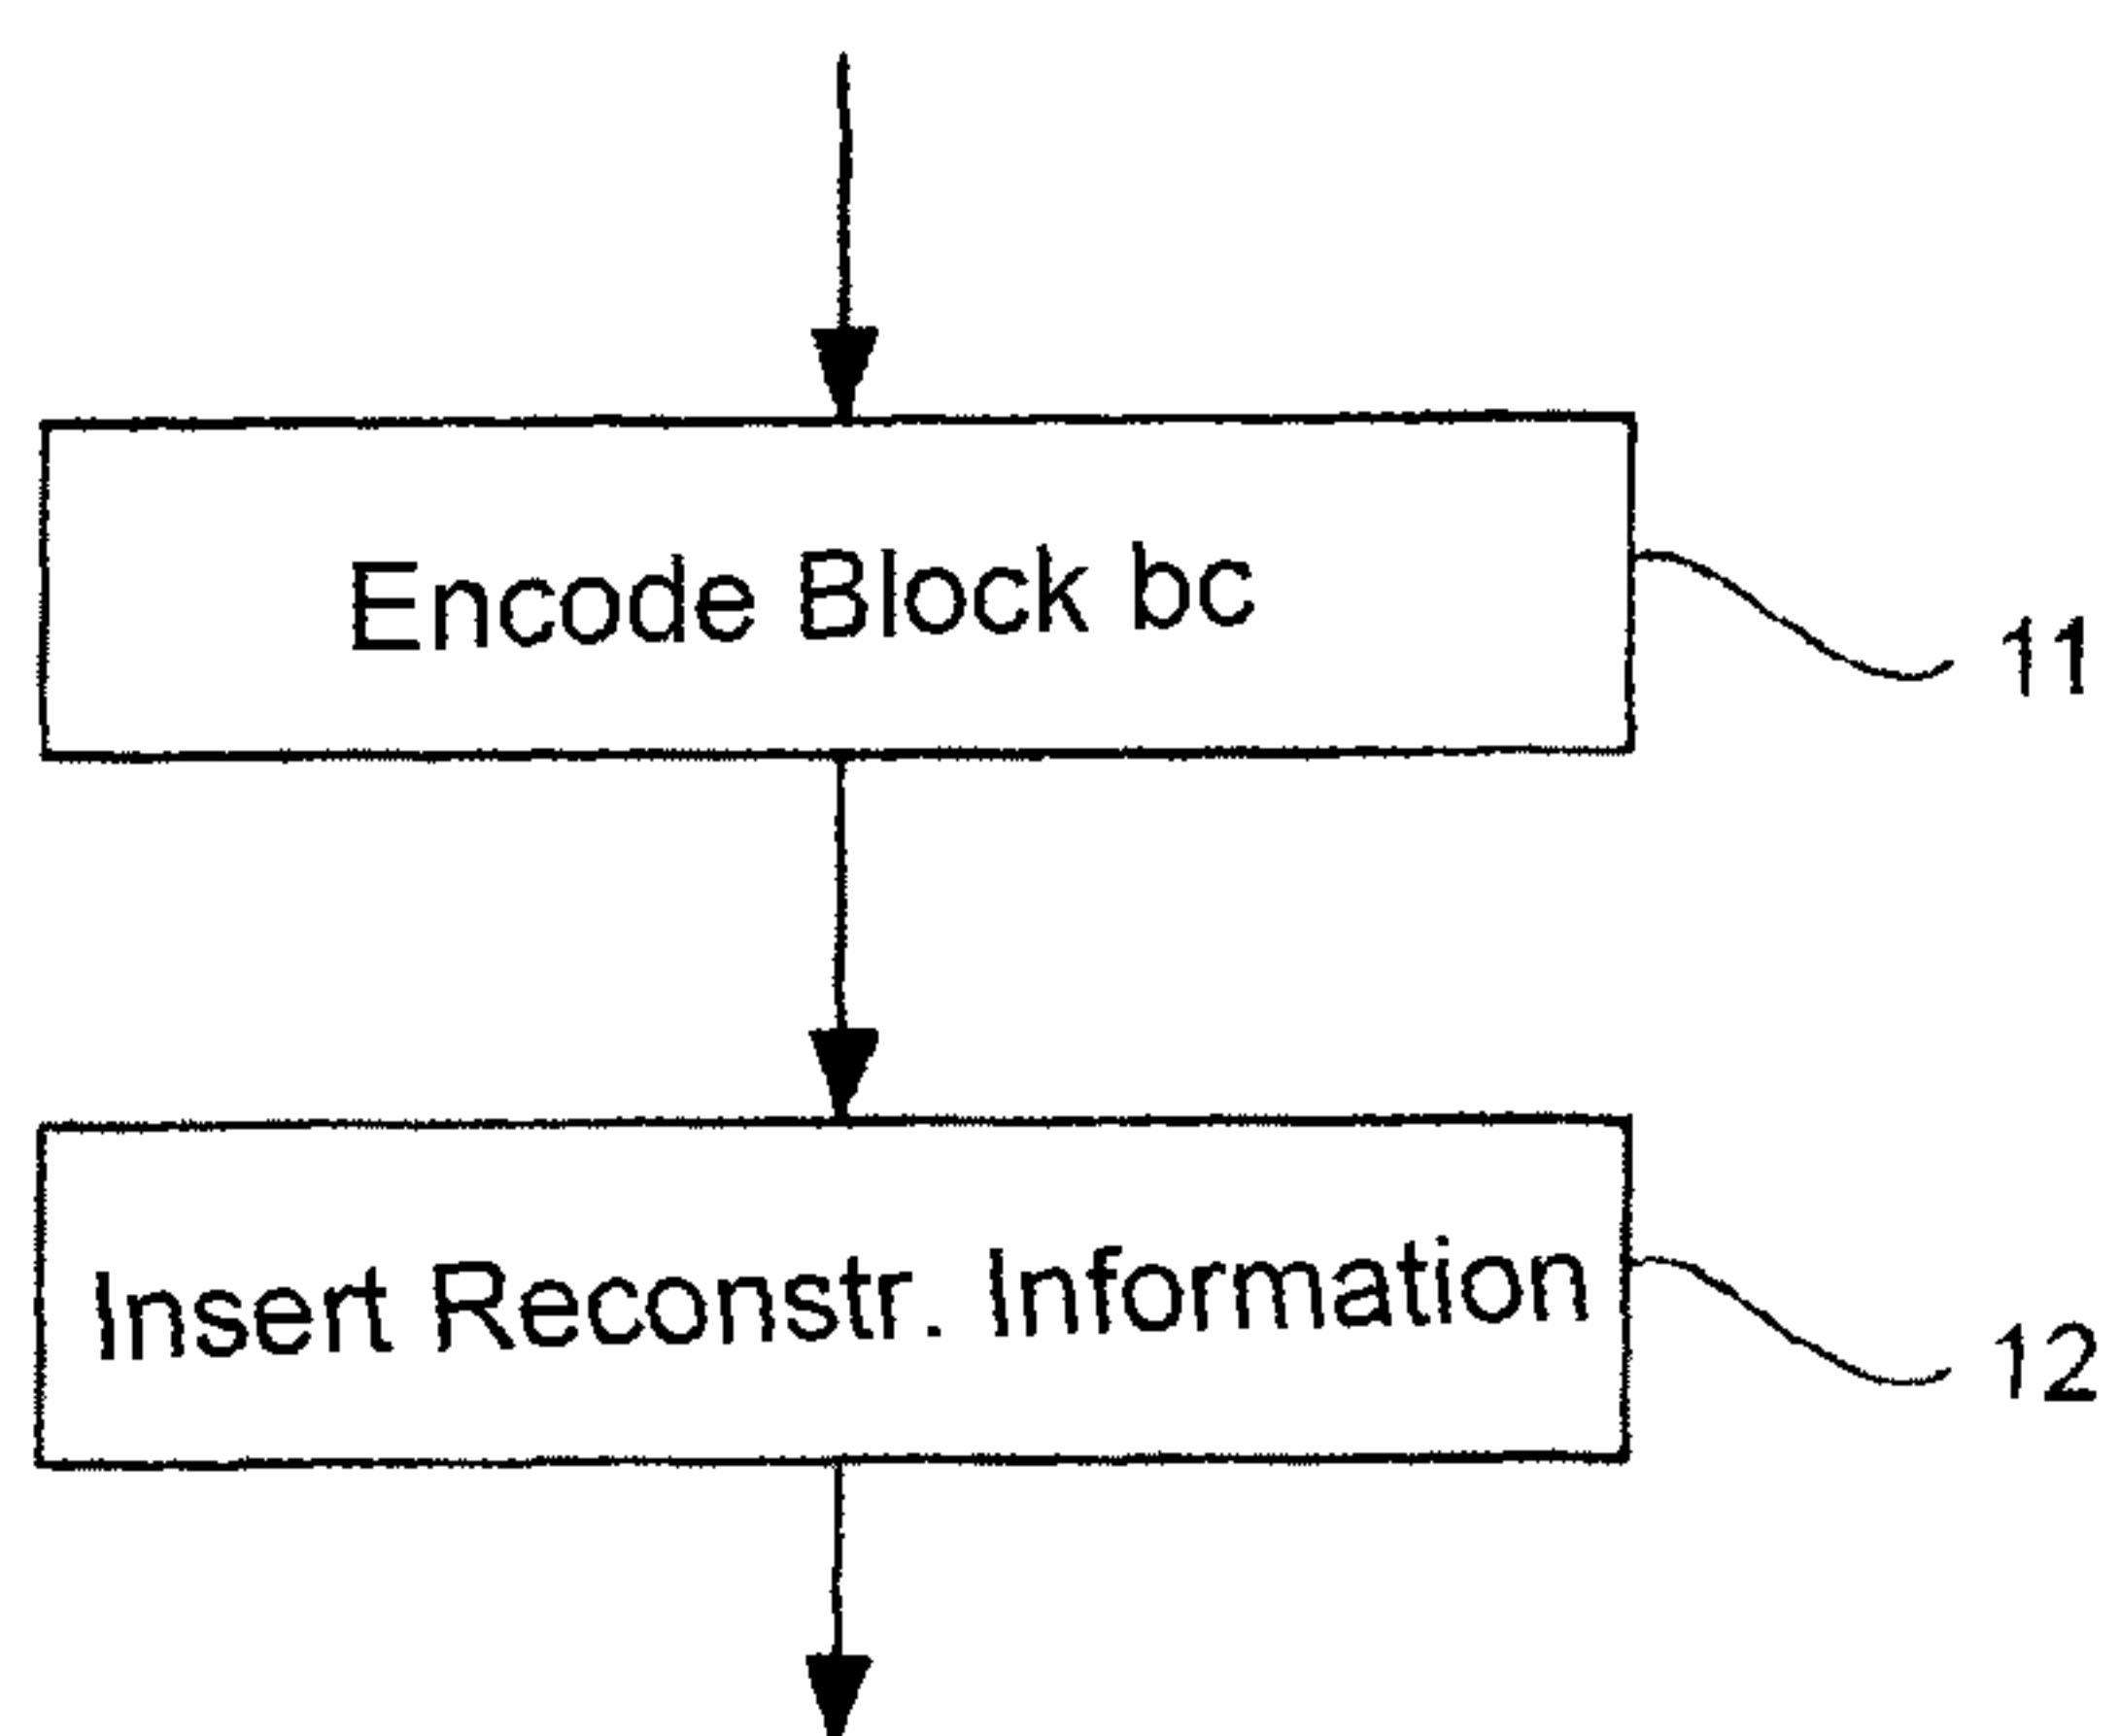 Encode Block bc
11
Insert Reconstr. Information
12